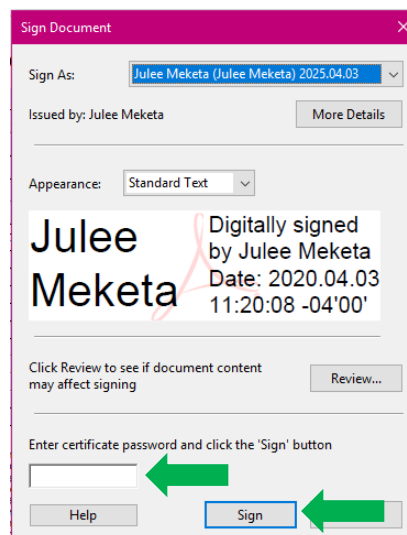 Sign Document
Sign As:
Julee Meketa (Julee Meketa) 2025.04.03
Issued by: Julee Meketa
More Details
Appearance:
Standard Text
Julee
Meketa
Digitally signed
by Julee Meketa
Date: 2020.04.03
11:20:08 -04'00'
Click Review to see if document content
may affect signing
Review...
Enter certificate password and click the 'Sign' button
Help
Sign